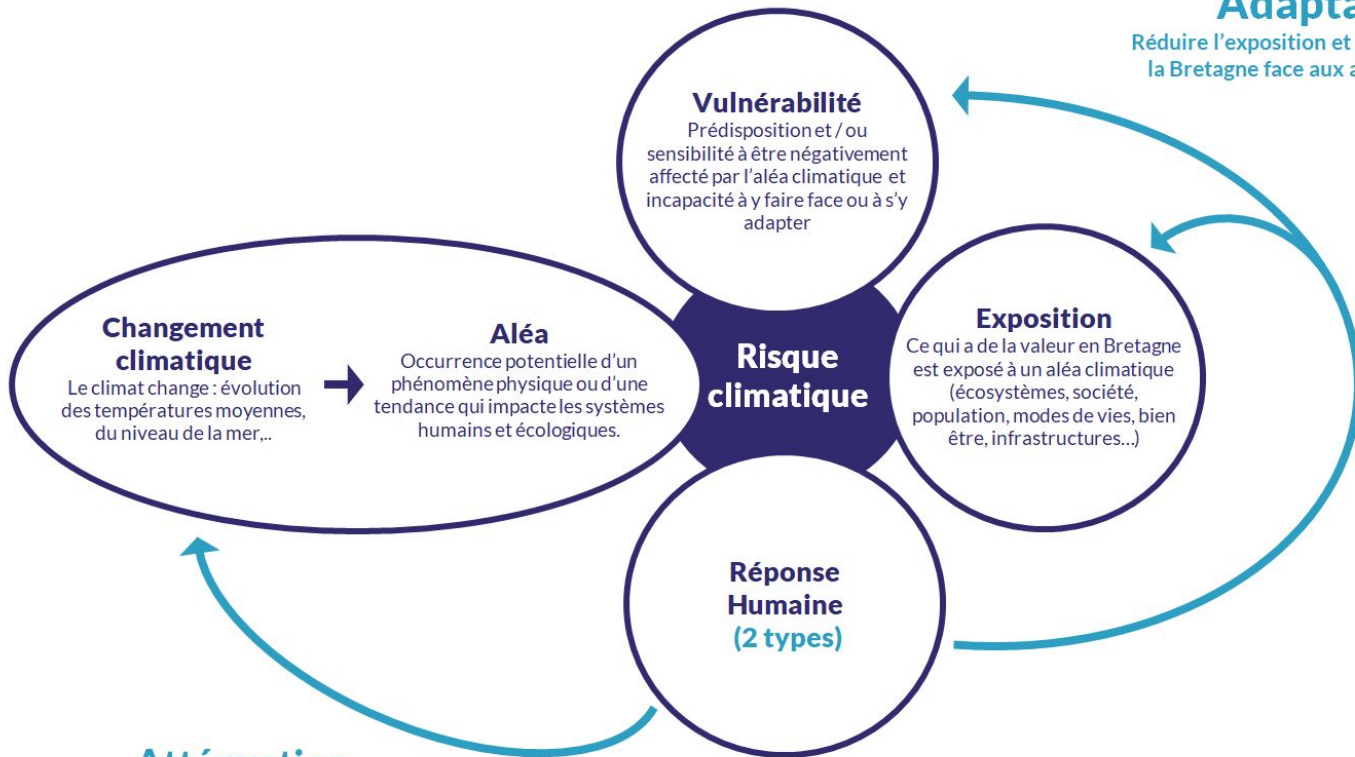 Adapta
Réduire l'exposition et
la Bretagne face aux a
Vulnérabilité
Prédisposition et / ou
sensibilité à être négativement
affecté par l'aléa climatique et
incapacité à y faire face ou à s'y
adapter
Changement
climatique
Le climat change : évolution
des températures moyennes,
du niveau de la mer,..
Aléa
Occurrence potentielle d'un
phénomène physique ou d'une
tendance qui impacte les systèmes
humains et écologiques.
Risque
climatique
Exposition
Ce qui a de la valeur en Bretagne
est exposé à un aléa climatique
(écosystèmes, société,
population, modes de vies, bien
être, infrastructures...)
Réponse
Humaine
(2 types)